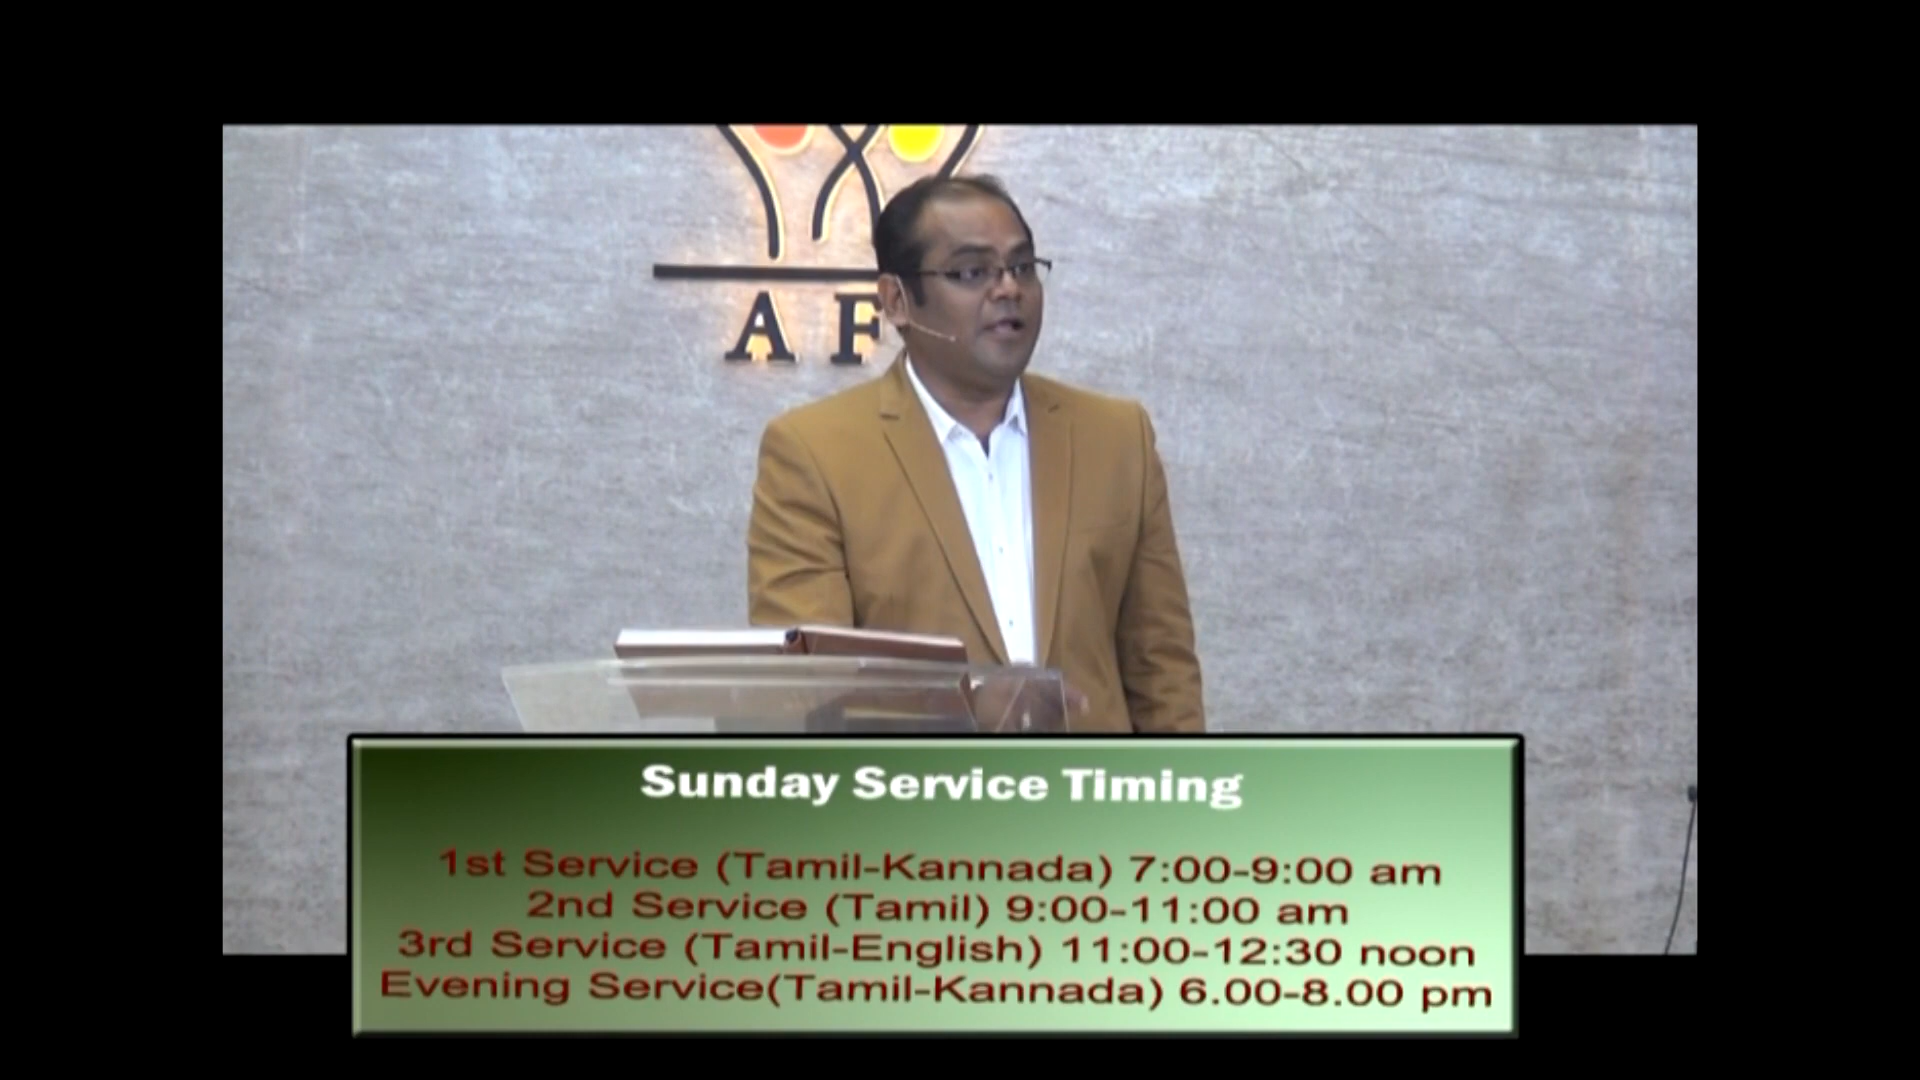 A F
Sunday Service Timing
1st Service (Tamil-Kannada) 7:00-9:00 am
2nd Service (Tamil) 9:00-11:00 am
3rd Service (Tamil-English) 11:00-12:30 noon
Evening Service(Tamil-Kannada) 6.00-8.00 pm